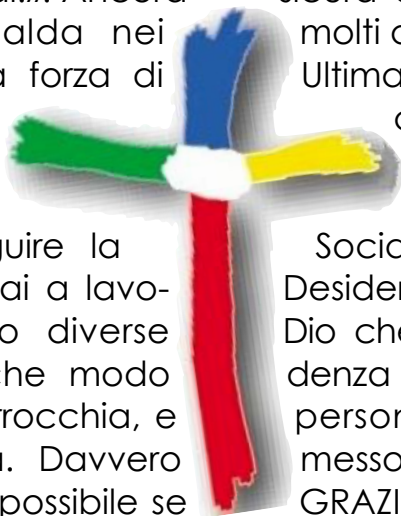 Ancora
alda nei
a forza di
guire la
ai a lavo-
o diverse
che modo
rrocchia, e
a. Davvero
possibile se
molti
Ultima
Socia
Desider
Dio che
denza
person
messo
GRAZI